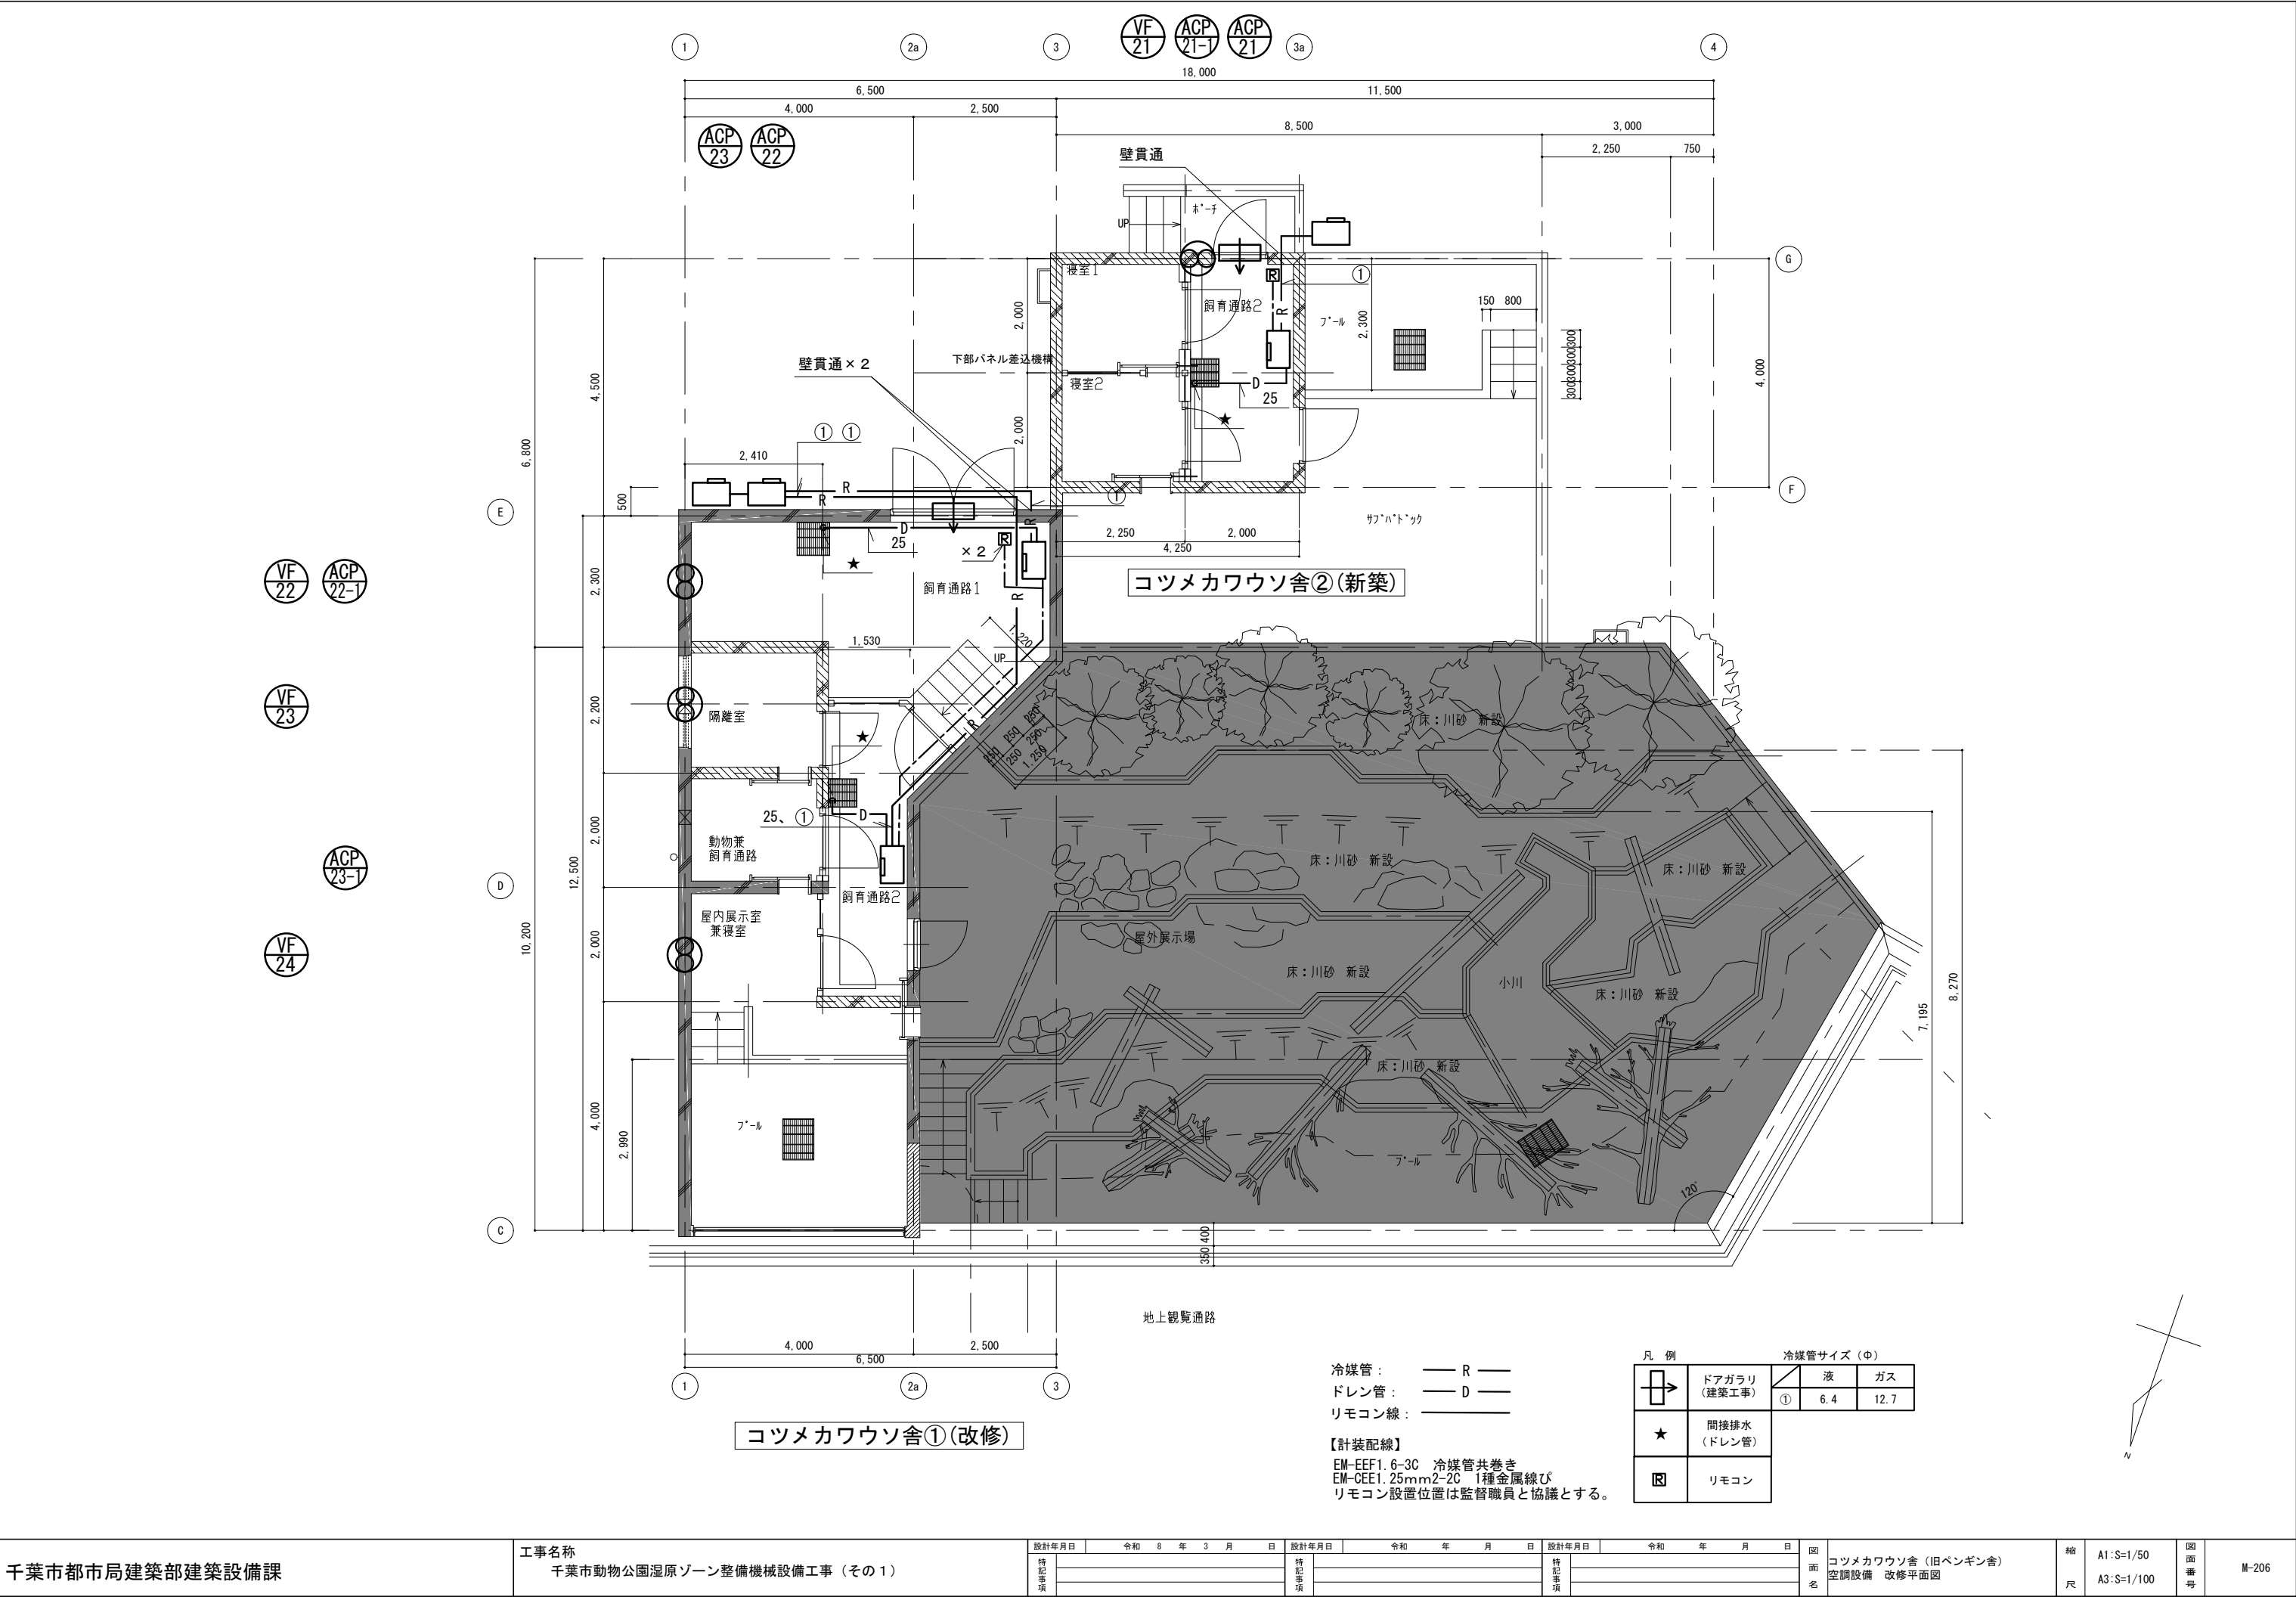 VF
21
ACP
21-1
ACP
21
1
2a
3
3a
4
18,000
6,500
11,500
4,000
2,500
8,500
3,000
2,250
750
ACP
23
ACP
22
壁貫通
ポーチ
UP
G
寝室1
①
飼育通路2
R
R
プール
2,300
150
800
300
300
300
300
4,000
2,000
下部パネル差込機構
寝室2
D
25
★
2,000
壁貫通×2
4,500
6,800
① ①
2,410
R
R
500
①
F
E
サブパドック
2,250
2,000
4,250
D
25
★
×2
R
R
飼育通路1
R
コツメカワウソ舎②(新築)
VF
22
ACP
22-1
2,300
1,530
1,220
UP
VF
23
2,200
隔離室
★
R
250
250
250
250
250
1,250
床：川砂　新設
25、①
D
2,000
動物兼
飼育通路
ACP
23-1
12,500
D
飼育通路2
屋内展示室
兼寝室
床：川砂　新設
床：川砂　新設
屋外展示場
床：川砂　新設
小川
床：川砂　新設
VF
24
10,200
2,000
8,270
7,195
床：川砂　新設
4,000
2,990
プール
プール
120°
C
400
350
地上観覧通路
4,000
2,500
6,500
1
2a
3
コツメカワウソ舎①(改修)
冷媒管：
R
ドレン管：
D
リモコン線：
【計装配線】
EM-EEF1.6-3C　冷媒管共巻き
EM-CEE1.25mm2-2C　1種金属線ぴ
リモコン設置位置は監督職員と協議とする。
凡　例
ドアガラリ
（建築工事）
★
間接排水
（ドレン管）
R
リモコン
冷媒管サイズ（Φ）
液
ガス
①
6.4
12.7
N
千葉市都市局建築部建築設備課
工事名称
千葉市動物公園湿原ゾーン整備機械設備工事（その１）
設計年月日
令和　8　年　3　月　日
特記事項
設計年月日
令和　年　月　日
特記事項
設計年月日
令和　年　月　日
特記事項
図面名
コツメカワウソ舎（旧ペンギン舎）
空調設備　改修平面図
縮尺
A1:S=1/50
A3:S=1/100
図面番号
M-206